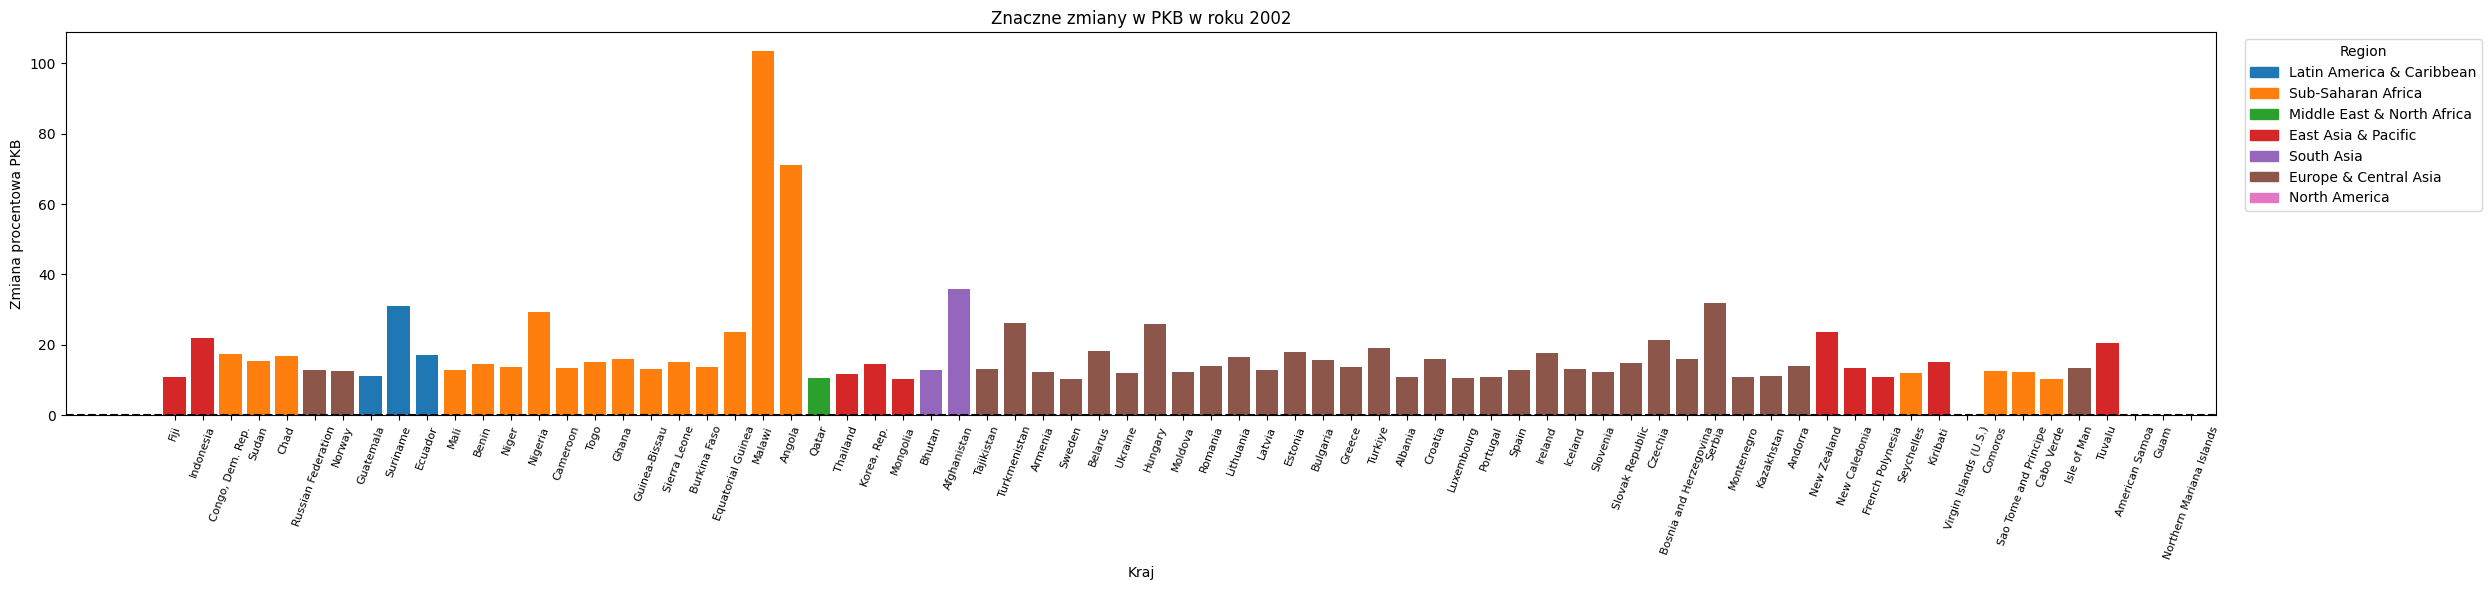 Znaczne zmiany w PKB w roku 2002
Zmiana procentowa PKB
100
80
60
40
20
0
Fiji
Indonesia
Congo, Dem. Rep.
Sudan
Chad
Russian Federation
Norway
Guatemala
Suriname
Ecuador
Mali
Benin
Niger
Nigeria
Cameroon
Togo
Ghana
Guinea-Bissau
Sierra Leone
Burkina Faso
Equatorial Guinea
Malawi
Angola
Qatar
Thailand
Korea, Rep.
Mongolia
Bhutan
Afghanistan
Tajikistan
Turkmenistan
Armenia
Sweden
Belarus
Ukraine
Hungary
Moldova
Romania
Lithuania
Latvia
Estonia
Bulgaria
Greece
Turkiye
Albania
Croatia
Luxembourg
Portugal
Spain
Ireland
Iceland
Slovenia
Slovak Republic
Czechia
Bosnia and Herzegovina
Serbia
Montenegro
Kazakhstan
Andorra
New Zealand
New Caledonia
French Polynesia
Seychelles
Kiribati
Virgin Islands (U.S.)
Comoros
Sao Tome and Principe
Cabo Verde
Isle of Man
Tuvalu
American Samoa
Guam
Northern Mariana Islands
Kraj
Region
Latin America & Caribbean
Sub-Saharan Africa
Middle East & North Africa
East Asia & Pacific
South Asia
Europe & Central Asia
North America